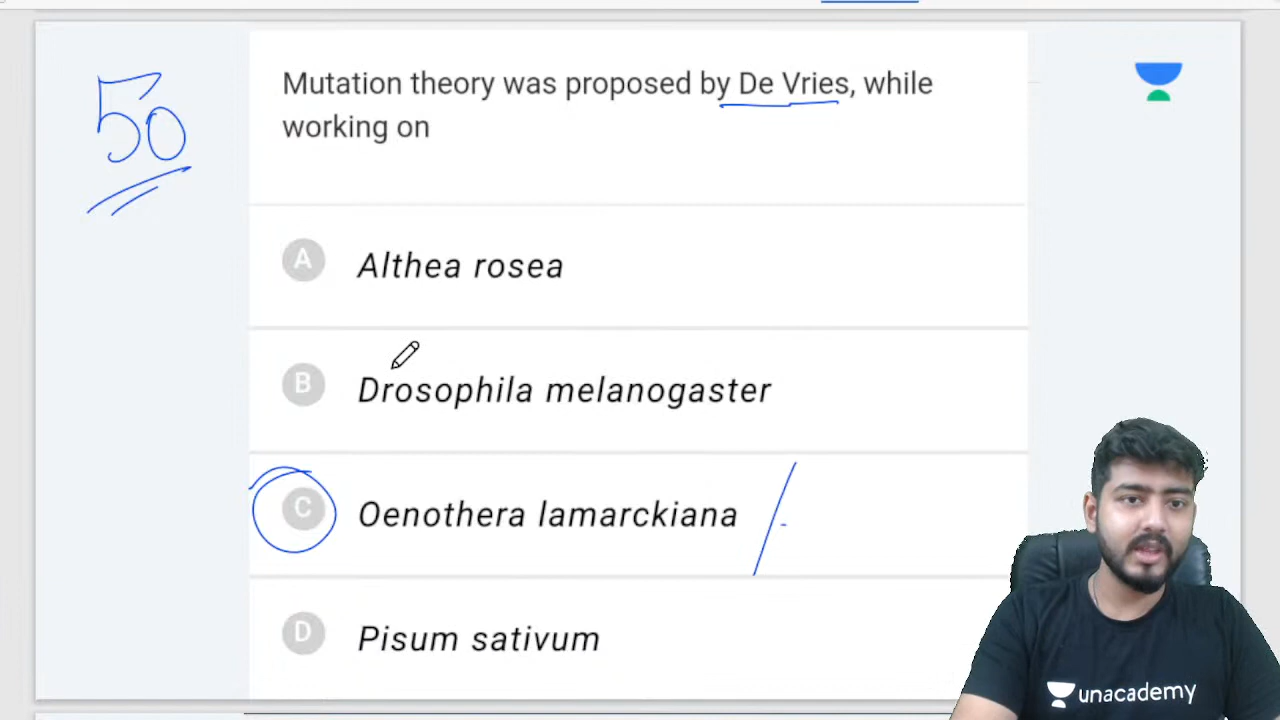 50
Mutation theory was proposed by De Vries, while
working on
A Althea rosea
B Drosophila melanogaster
C Oenothera lamarckiana
D Pisum sativum
unacademy